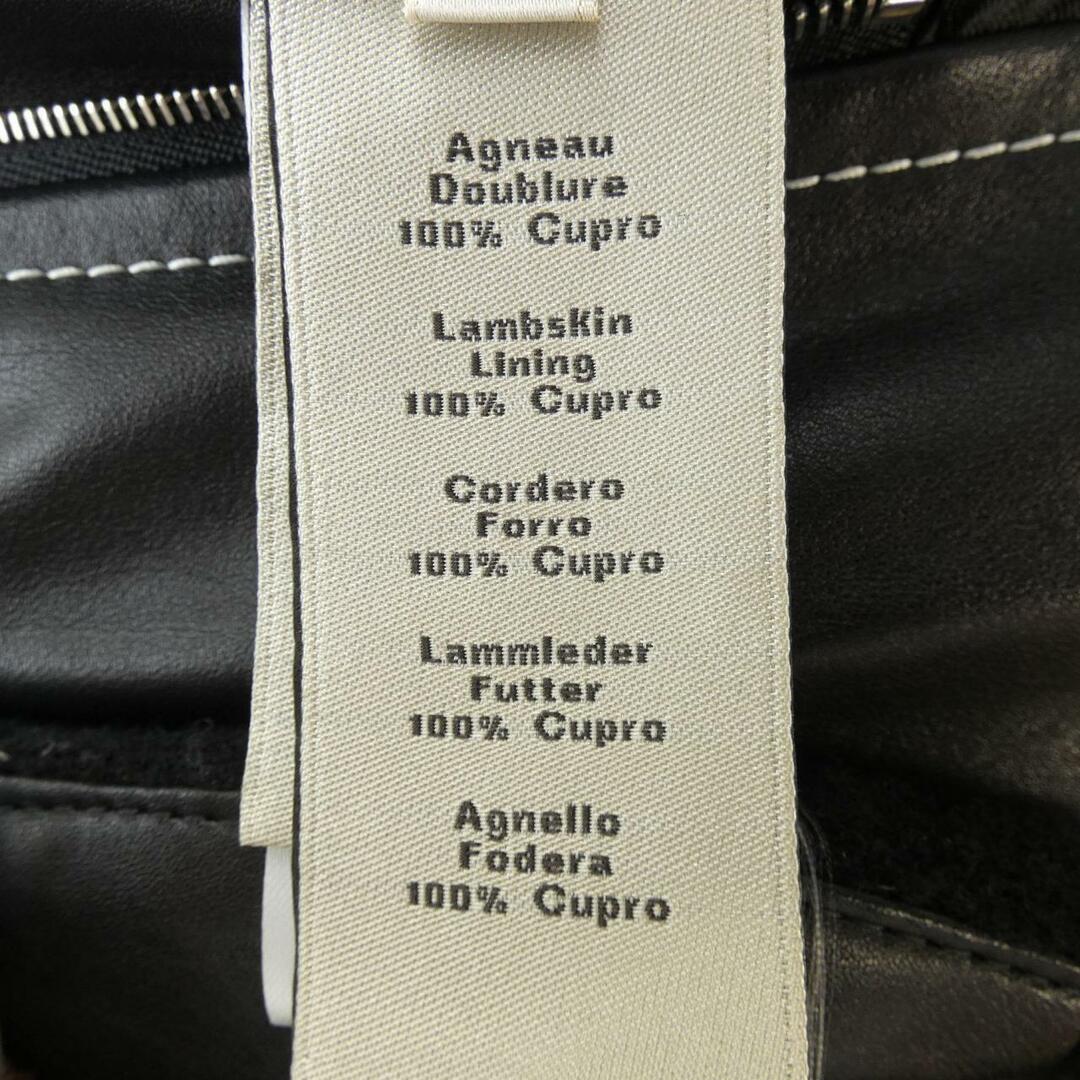 Agneau
Doublure
100% Cupro
Lambskin
Lining
100% Cupro
Cordero
Forro
100% Cupro
Lammleder
Futter
100% Cupro
Agnello
Fodera
100% Cupro